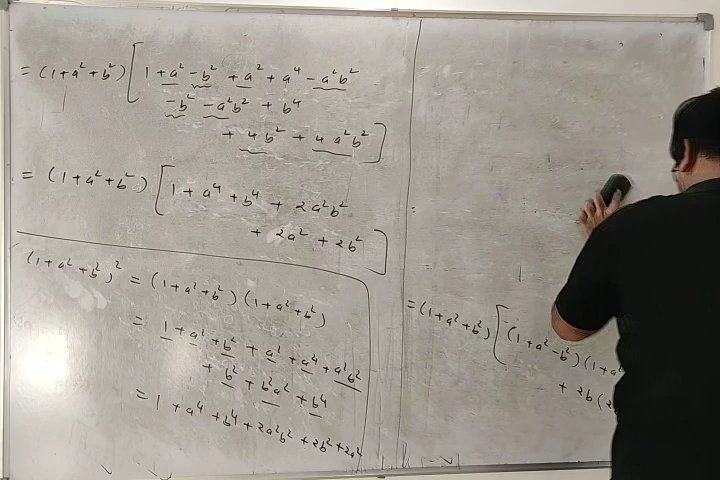 = (1+a²+b²) [ 1 + a² - b² + a² + a⁴ - a²b²
- b² - a²b² + b⁴
+ 4b² + 4a²b² ]
= (1+a²+b²) [ 1 + a⁴ + b⁴ + 2a²b²
+ 2a² + 2b² ]
(1+a²+b²)² = (1+a²+b²)(1+a²+b²)
= 1 + a² + b² + a² + a⁴ + a²b²
+ b² + b²a² + b⁴
= 1 + a⁴ + b⁴ + 2a²b² + 2b² + 2a²
= (1+a²+b²) [ (1+a²-b²)(1+a²
+ 2b(2